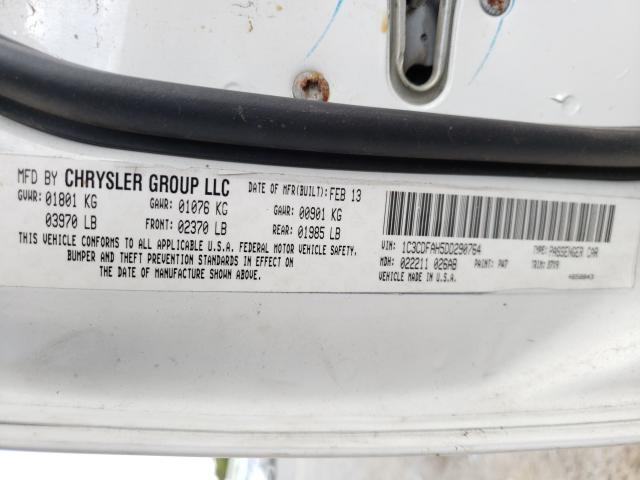 MFD BY CHRYSLER GROUP LLC DATE OF MFR(BUILT): FEB 13
GVWR: 01801 KG GAWR: 01076 KG GAWR: 00901 KG
03970 LB FRONT: 02370 LB REAR: 01985 LB
THIS VEHICLE CONFORMS TO ALL APPLICABLE U.S.A. FEDERAL MOTOR VEHICLE SAFETY,
BUMPER AND THEFT PREVENTION STANDARDS IN EFFECT ON
THE DATE OF MANUFACTURE SHOWN ABOVE.
VIN: 1C3CDFAH5DD290764 TYPE: PASSENGER CAR
MDH: 022211 026AB PAINT: PW7 TRIM:
VEHICLE MADE IN U.S.A.